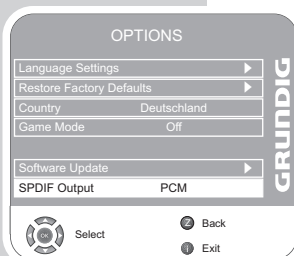 OPTIONS
Language Settings
Restore Factory Defaults
Country Deutschland
Game Mode Off
Software Update
SPDIF Output PCM
GRUNDIG
OK
Select
Z Back
i Exit